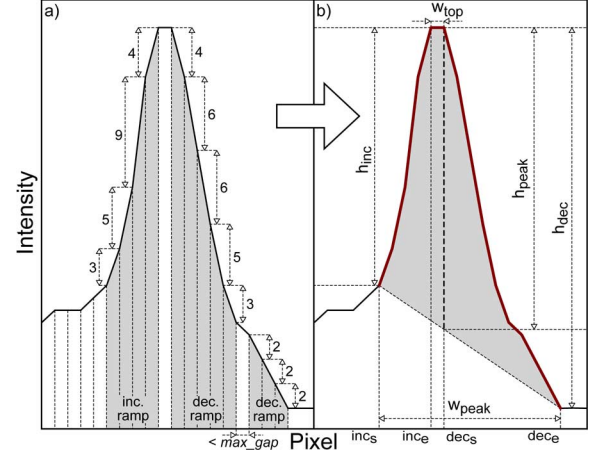 a)
b)
w_top
4
4
9
6
6
5
5
3
3
2
2
2
h_inc
h_peak
h_dec
Intensity
inc. ramp
dec. ramp
dec. ramp
w_peak
< max_gap
Pixel
inc_s
inc_e
dec_s
dec_e